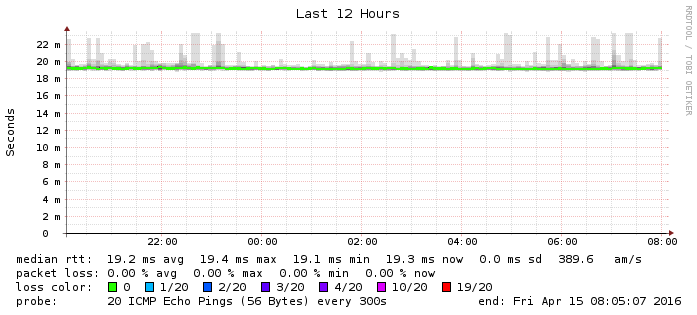 Last 12 Hours
RRDTOOL / TOBI OETIKER
Seconds
22 m
20 m
18 m
16 m
14 m
12 m
10 m
8 m
6 m
4 m
2 m
0
22:00 00:00 02:00 04:00 06:00 08:00
median rtt: 19.2 ms avg 19.4 ms max 19.1 ms min 19.3 ms now 0.0 ms sd 389.6 am/s
packet loss: 0.00 % avg 0.00 % max 0.00 % min 0.00 % now
loss color: 0 1/20 2/20 3/20 4/20 10/20 19/20
probe: 20 ICMP Echo Pings (56 Bytes) every 300s end: Fri Apr 15 08:05:07 2016